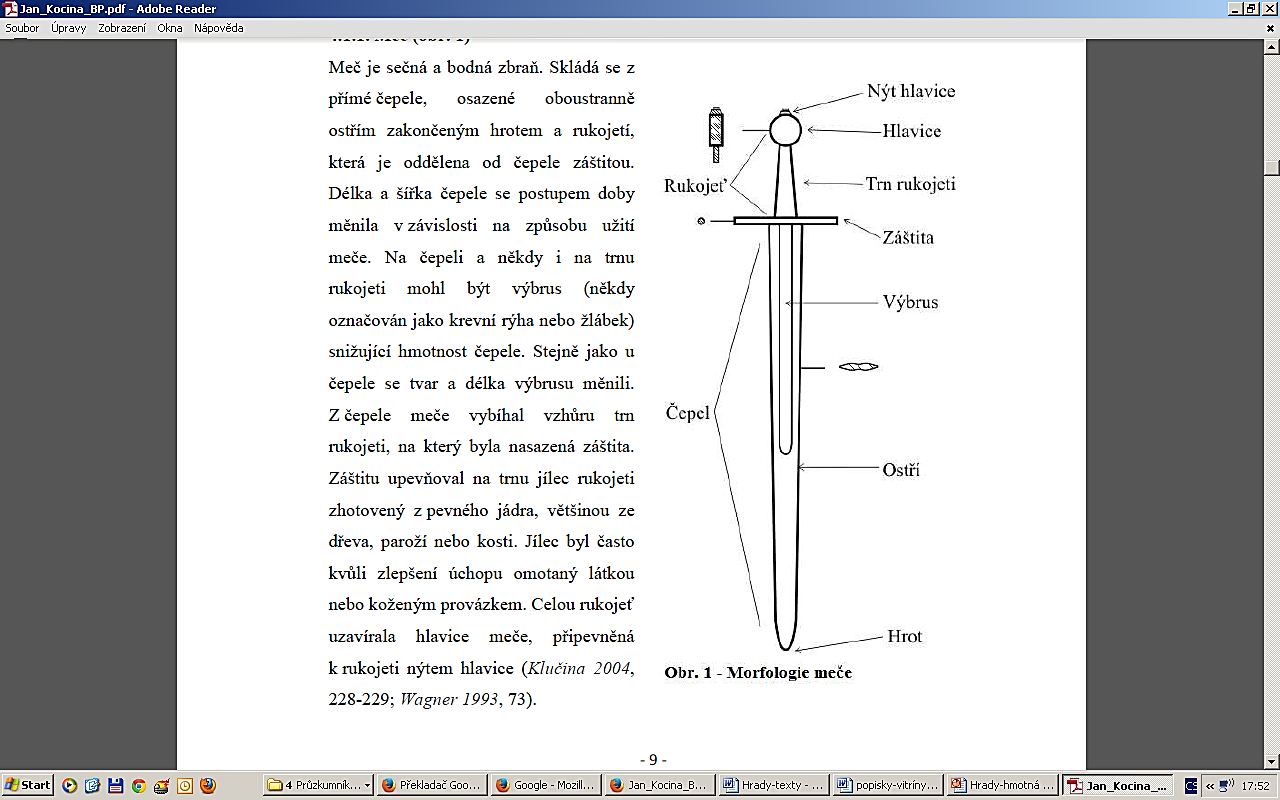 Jan_Kocina_BP.pdf - Adobe Reader
Soubor Úpravy Zobrazení Okna Nápověda
Meč je sečná a bodná zbraň. Skládá se z
přímé čepele, osazené oboustranně
ostřím zakončeným hrotem a rukojetí,
která je oddělena od čepele záštitou.
Délka a šířka čepele se postupem doby
měnila v závislosti na způsobu užití
meče. Na čepeli a někdy i na trnu
rukojeti mohl být výbrus (někdy
označován jako krevní rýha nebo žlábek)
snižující hmotnost čepele. Stejně jako u
čepele se tvar a délka výbrusu měnili.
Z čepele meče vybíhal vzhůru trn
rukojeti, na který byla nasazená záštita.
Záštitu upevňoval na trnu jílec rukojeti
zhotovený z pevného jádra, většinou ze
dřeva, paroží nebo kosti. Jílec byl často
kvůli zlepšení úchopu omotaný látkou
nebo koženým provázkem. Celou rukojeť
uzavírala hlavice meče, připevněná
k rukojeti nýtem hlavice (Klučina 2004,
228-229; Wagner 1993, 73).
Nýt hlavice
Hlavice
Rukojeť
Trn rukojeti
Záštita
Výbrus
Čepel
Ostří
Hrot
Obr. 1 - Morfologie meče
- 9 -
Start
4 Průzkumník...
Překladač Goo...
Google - Mozill...
Jan_Kocina_B...
Hrady-texty - ...
popisky-vitríny...
Hrady-hmotná ...
Jan_Kocina_...
CS
17:52